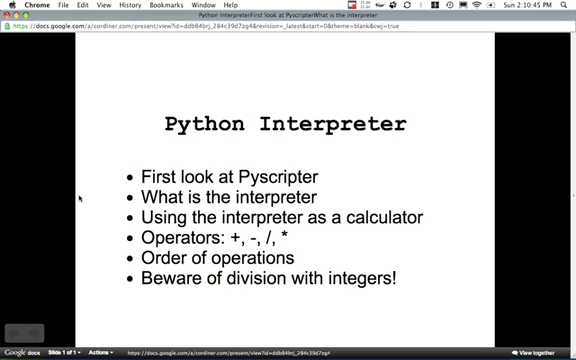 Chrome File Edit View History Bookmarks Window Help
Sun 2:10:45 PM
Python InterpreterFirst look at PyscripterWhat is the interpreter
https://docs.google.com/a/cordiner.com/present/view?id=ddb84brj_284c39d7zg4&revision=_latest&start=0&theme=blank&cwj=true
Python Interpreter
• First look at Pyscripter
• What is the interpreter
• Using the interpreter as a calculator
• Operators: +, -, /, *
• Order of operations
• Beware of division with integers!
Google docs Slide 1 of 1 Actions https://docs.google.com/a/cordiner.com/present/view?id=ddb84brj_284c39d7zg4 View together